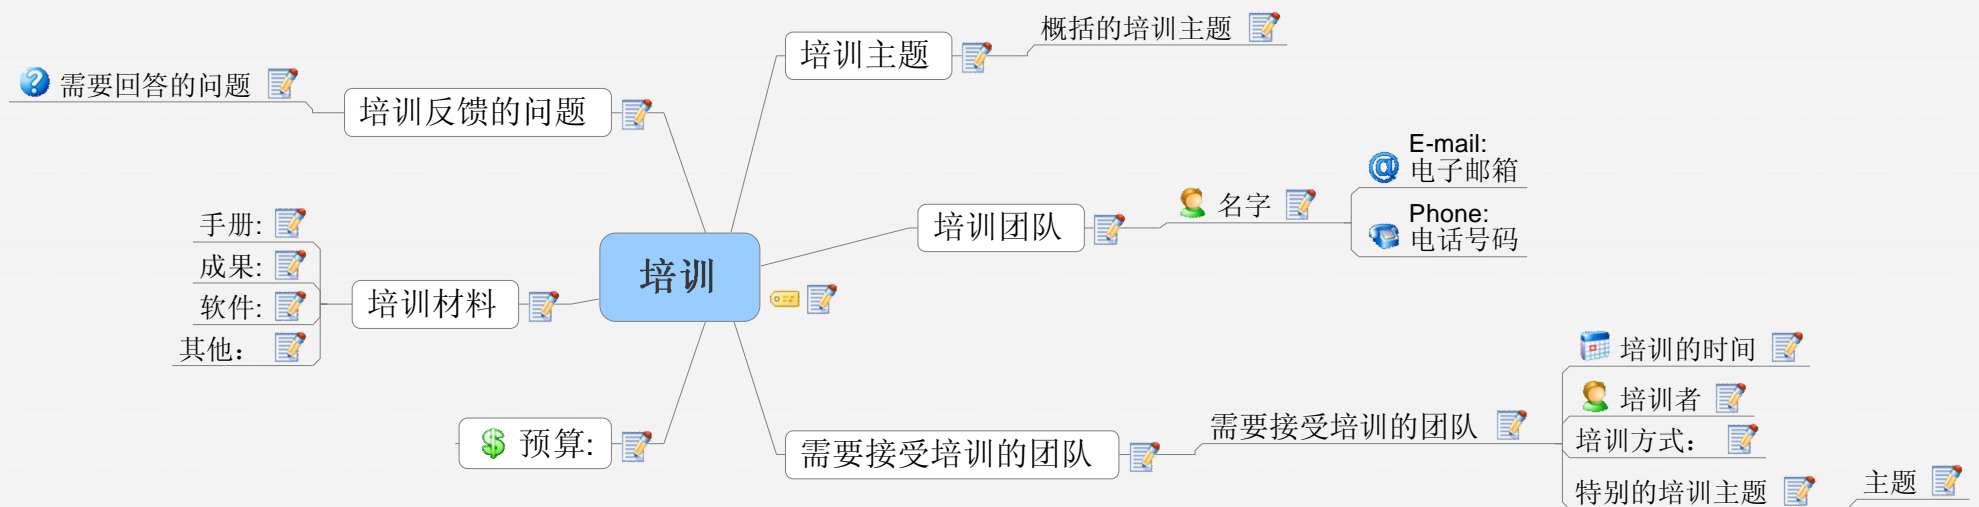 培训
培训主题
概括的培训主题
培训团队
名字
E-mail:
电子邮箱
Phone:
电话号码
需要接受培训的团队
需要接受培训的团队
培训的时间
培训者
培训方式：
特别的培训主题
主题
培训反馈的问题
需要回答的问题
培训材料
手册:
成果:
软件:
其他：
预算: